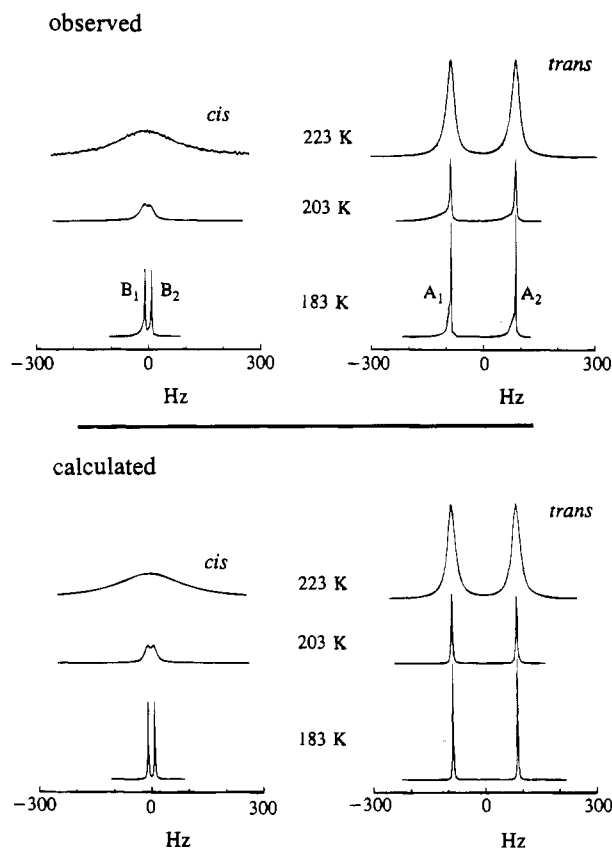 observed
cis
trans
223 K
203 K
B₁ B₂
183 K
A₁ A₂
−300 0 300
Hz
−300 0 300
Hz
calculated
cis
trans
223 K
203 K
183 K
−300 0 300
Hz
−300 0 300
Hz